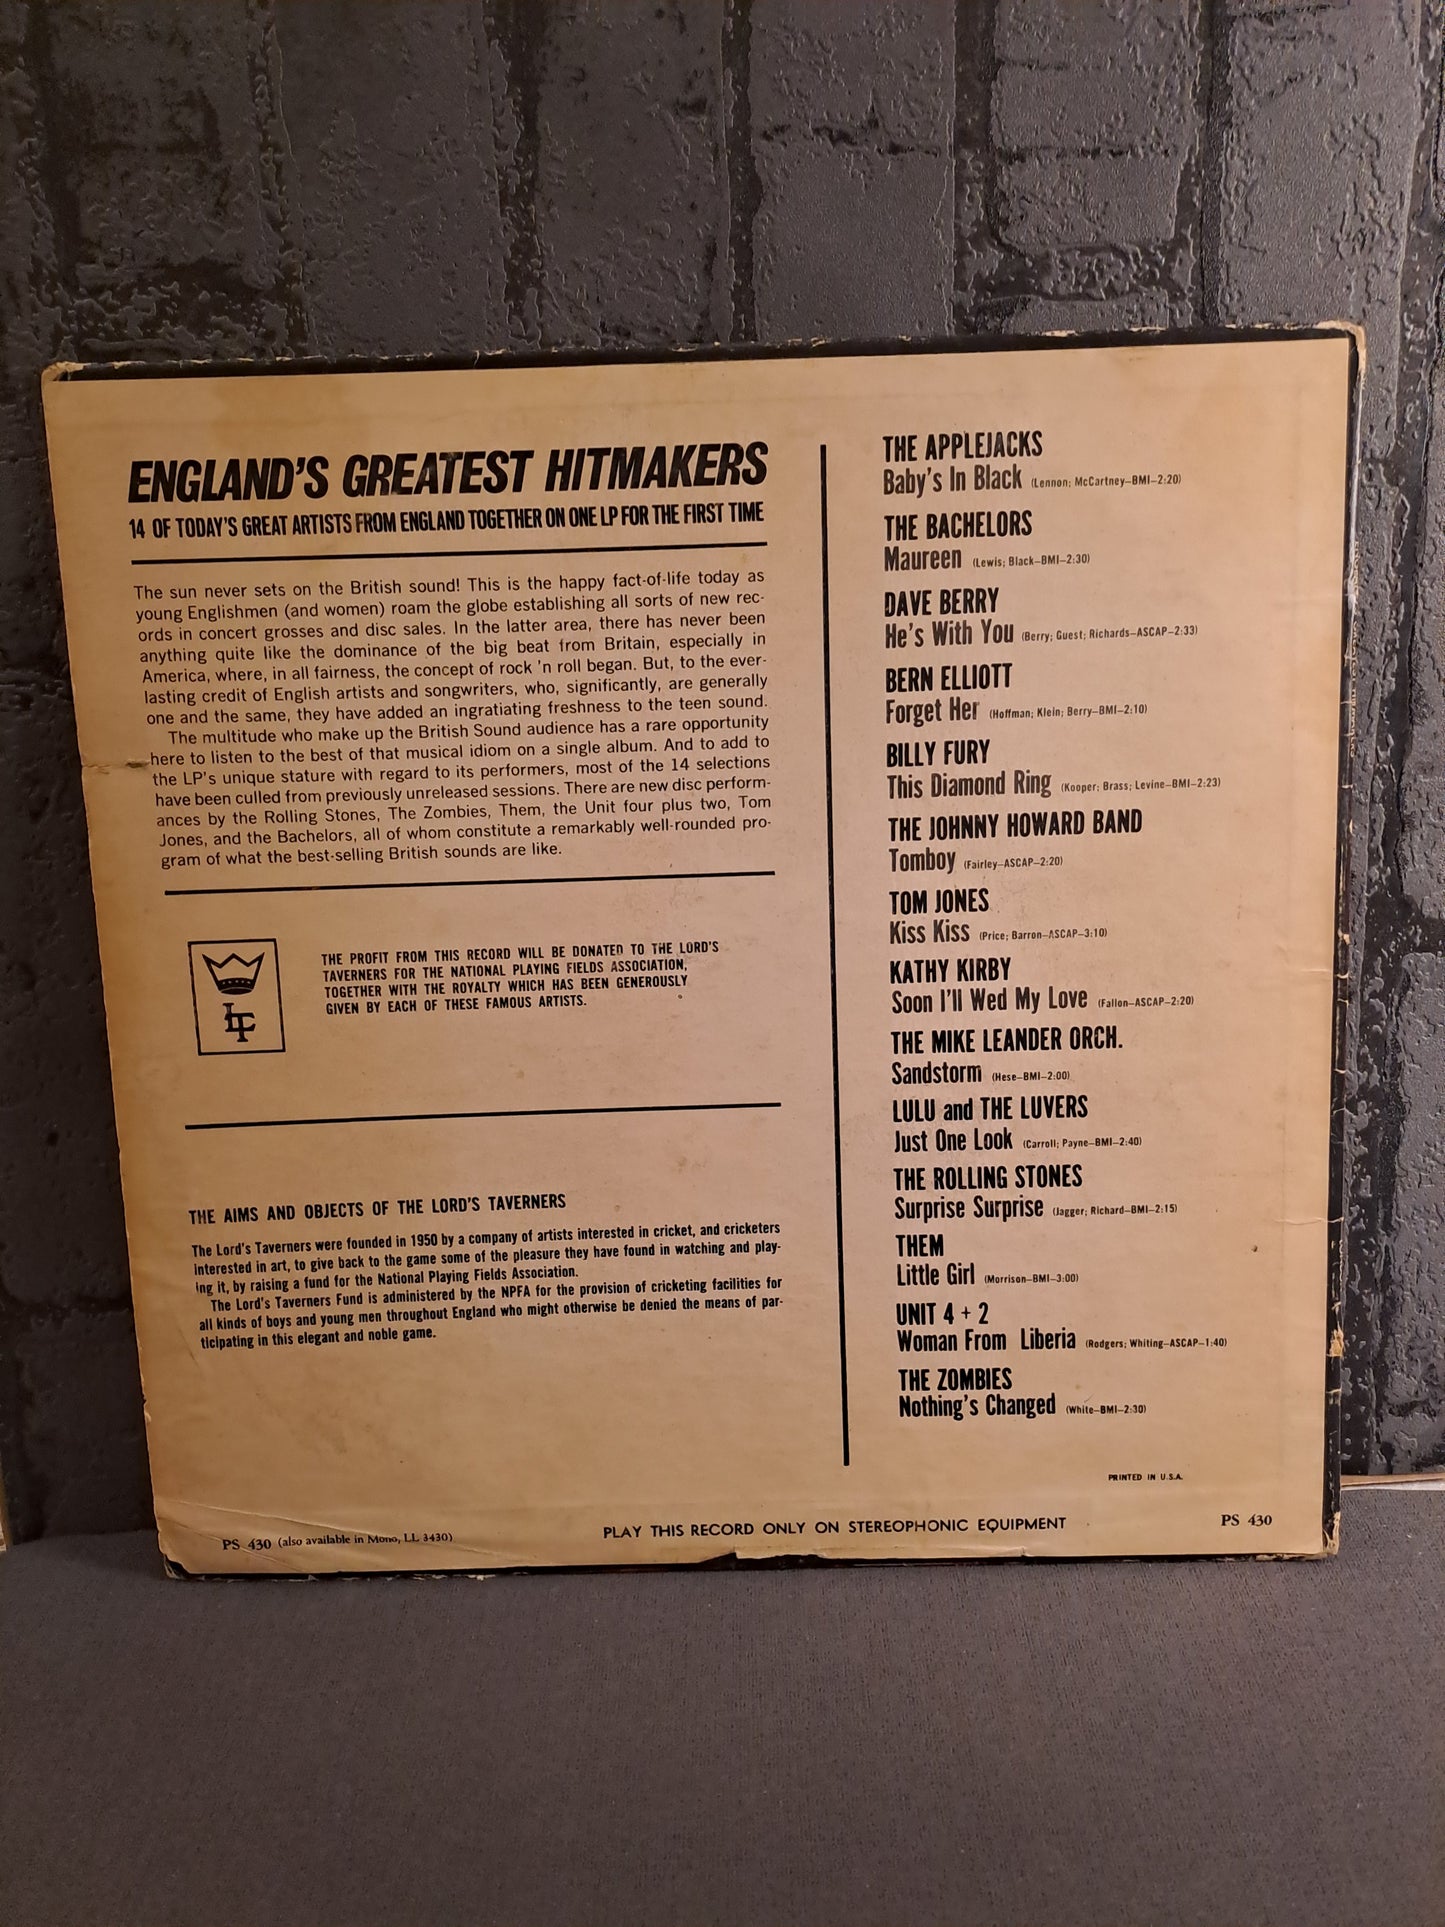 ENGLAND'S GREATEST HITMAKERS
14 OF TODAY'S GREAT ARTISTS FROM ENGLAND TOGETHER ON ONE LP FOR THE FIRST TIME
The sun never sets on the British sound! This is the happy fact-of-life today as
young Englishmen (and women) roam the globe establishing all sorts of new rec-
ords in concert grosses and disc sales. In the latter area, there has never been
anything quite like the dominance of the big beat from Britain, especially in
America, where, in all fairness, the concept of rock 'n roll began. But, to the ever-
lasting credit of English artists and songwriters, who, significantly, are generally
one and the same, they have added an ingratiating freshness to the teen sound.
The multitude who make up the British Sound audience has a rare opportunity
here to listen to the best of that musical idiom on a single album. And to add to
the LP's unique stature with regard to its performers, most of the 14 selections
have been culled from previously unreleased sessions. There are new disc perform-
ances by the Rolling Stones, The Zombies, Them, the Unit four plus two, Tom
Jones, and the Bachelors, all of whom constitute a remarkably well-rounded pro-
gram of what the best-selling British sounds are like.
LT
THE PROFIT FROM THIS RECORD WILL BE DONATED TO THE LORD'S
TAVERNERS FOR THE NATIONAL PLAYING FIELDS ASSOCIATION,
TOGETHER WITH THE ROYALTY WHICH HAS BEEN GENEROUSLY
GIVEN BY EACH OF THESE FAMOUS ARTISTS.
THE AIMS AND OBJECTS OF THE LORD'S TAVERNERS
The Lord's Taverners were founded in 1950 by a company of artists interested in cricket, and cricketers
interested in art, to give back to the game some of the pleasure they have found in watching and play-
ing it, by raising a fund for the National Playing Fields Association.
The Lord's Taverners Fund is administered by the NPFA for the provision of cricketing facilities for
all kinds of boys and young men throughout England who might otherwise be denied the means of par-
ticipating in this elegant and noble game.
THE APPLEJACKS
Baby's In Black (Lennon; McCartney–BMI–2:20)
THE BACHELORS
Maureen (Lewis; Black–BMI–2:30)
DAVE BERRY
He's With You (Berry; Guest; Richards–ASCAP–2:33)
BERN ELLIOTT
Forget Her (Hoffman; Klein; Berry–BMI–2:10)
BILLY FURY
This Diamond Ring (Kooper; Brass; Levine–BMI–2:23)
THE JOHNNY HOWARD BAND
Tomboy (Fairley–ASCAP–2:20)
TOM JONES
Kiss Kiss (Price; Barron–ASCAP–3:10)
KATHY KIRBY
Soon I'll Wed My Love (Fallon–ASCAP–2:20)
THE MIKE LEANDER ORCH.
Sandstorm (Hese–BMI–2:00)
LULU and THE LUVERS
Just One Look (Carroll; Payne–BMI–2:40)
THE ROLLING STONES
Surprise Surprise (Jagger; Richard–BMI–2:15)
THEM
Little Girl (Morrison–BMI–3:00)
UNIT 4 + 2
Woman From Liberia (Rodgers; Whiting–ASCAP–1:40)
THE ZOMBIES
Nothing's Changed (White–BMI–2:30)
PRINTED IN U.S.A.
PS 430 (also available in Mono, LL 3430)
PLAY THIS RECORD ONLY ON STEREOPHONIC EQUIPMENT
PS 430